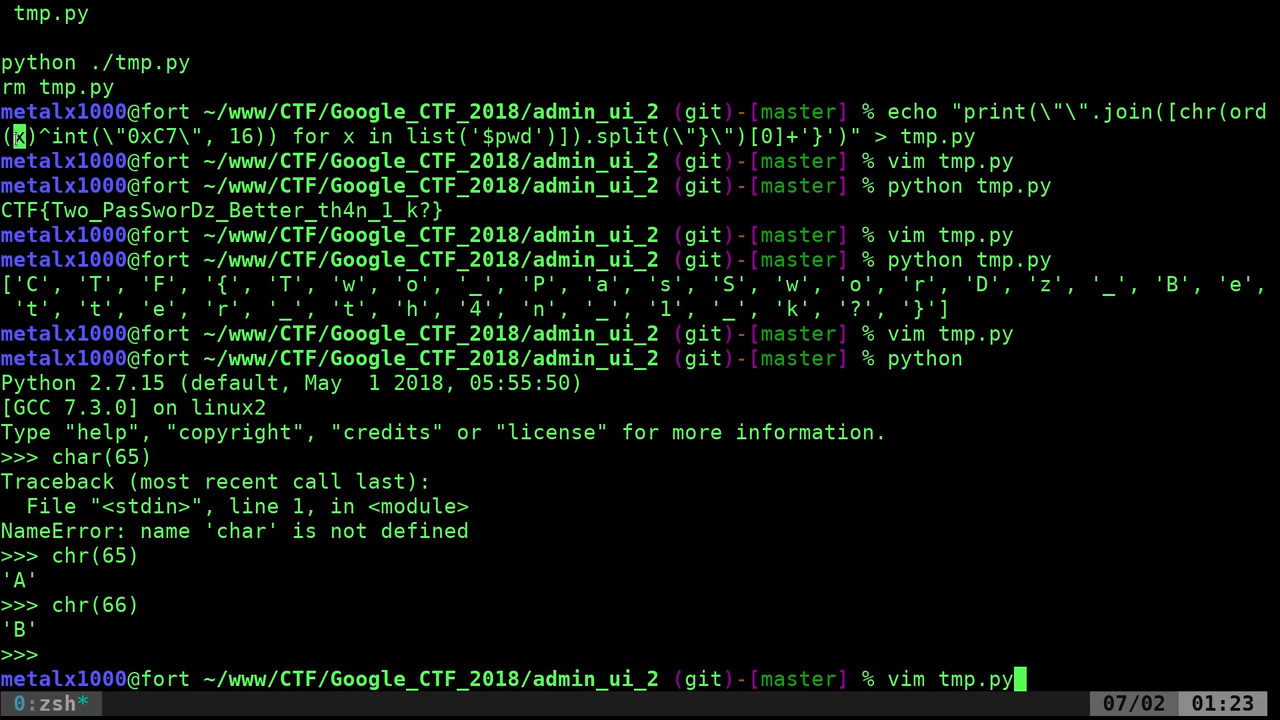 tmp.py
python ./tmp.py
rm tmp.py
metalx1000@fort ~/www/CTF/Google_CTF_2018/admin_ui_2 (git)-[master] % echo "print(\"\".join([chr(ord
(x)^int(\"0xC7\", 16)) for x in list('$pwd')]).split(\"}\")[0]+'}')" > tmp.py
metalx1000@fort ~/www/CTF/Google_CTF_2018/admin_ui_2 (git)-[master] % vim tmp.py
metalx1000@fort ~/www/CTF/Google_CTF_2018/admin_ui_2 (git)-[master] % python tmp.py
CTF{Two_PasSworDz_Better_th4n_1_k?}
metalx1000@fort ~/www/CTF/Google_CTF_2018/admin_ui_2 (git)-[master] % vim tmp.py
metalx1000@fort ~/www/CTF/Google_CTF_2018/admin_ui_2 (git)-[master] % python tmp.py
['C', 'T', 'F', '{', 'T', 'w', 'o', '_', 'P', 'a', 's', 'S', 'w', 'o', 'r', 'D', 'z', '_', 'B', 'e',
't', 't', 'e', 'r', '_', 't', 'h', '4', 'n', '_', '1', '_', 'k', '?', '}']
metalx1000@fort ~/www/CTF/Google_CTF_2018/admin_ui_2 (git)-[master] % vim tmp.py
metalx1000@fort ~/www/CTF/Google_CTF_2018/admin_ui_2 (git)-[master] % python
Python 2.7.15 (default, May  1 2018, 05:55:50)
[GCC 7.3.0] on linux2
Type "help", "copyright", "credits" or "license" for more information.
>>> char(65)
Traceback (most recent call last):
  File "<stdin>", line 1, in <module>
NameError: name 'char' is not defined
>>> chr(65)
'A'
>>> chr(66)
'B'
>>>
metalx1000@fort ~/www/CTF/Google_CTF_2018/admin_ui_2 (git)-[master] % vim tmp.py
0:zsh* 07/02 01:23